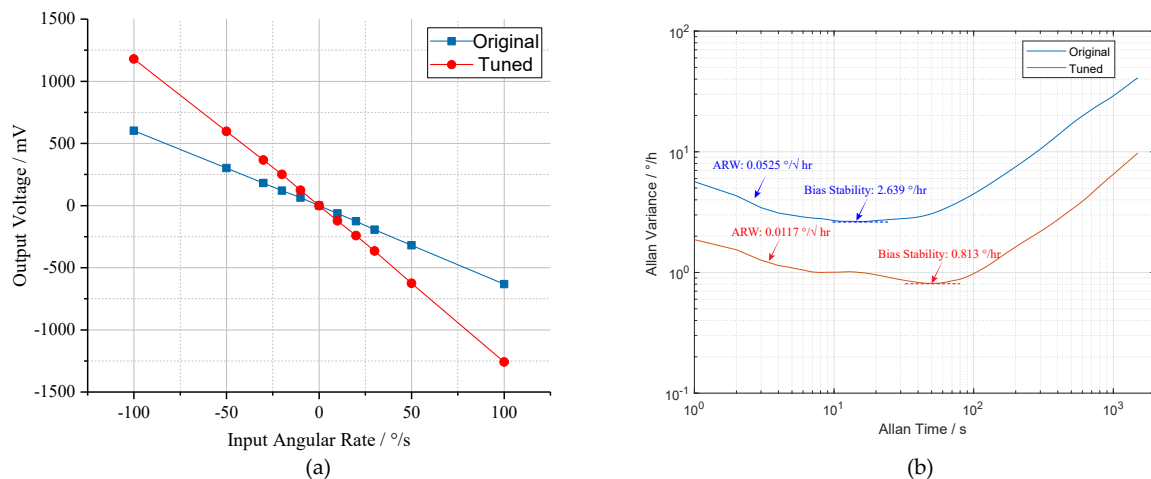 1500
1000
500
0
-500
-1000
-1500
Output Voltage / mV
Original
Tuned
-100
-50
0
50
100
Input Angular Rate / °/s
(a)
10²
10¹
10⁰
10⁻¹
Allan Variance / °/h
Original
Tuned
ARW: 0.0525 °/√ hr
Bias Stability: 2.639 °/hr
ARW: 0.0117 °/√ hr
Bias Stability: 0.813 °/hr
10⁰
10¹
10²
10³
Allan Time / s
(b)